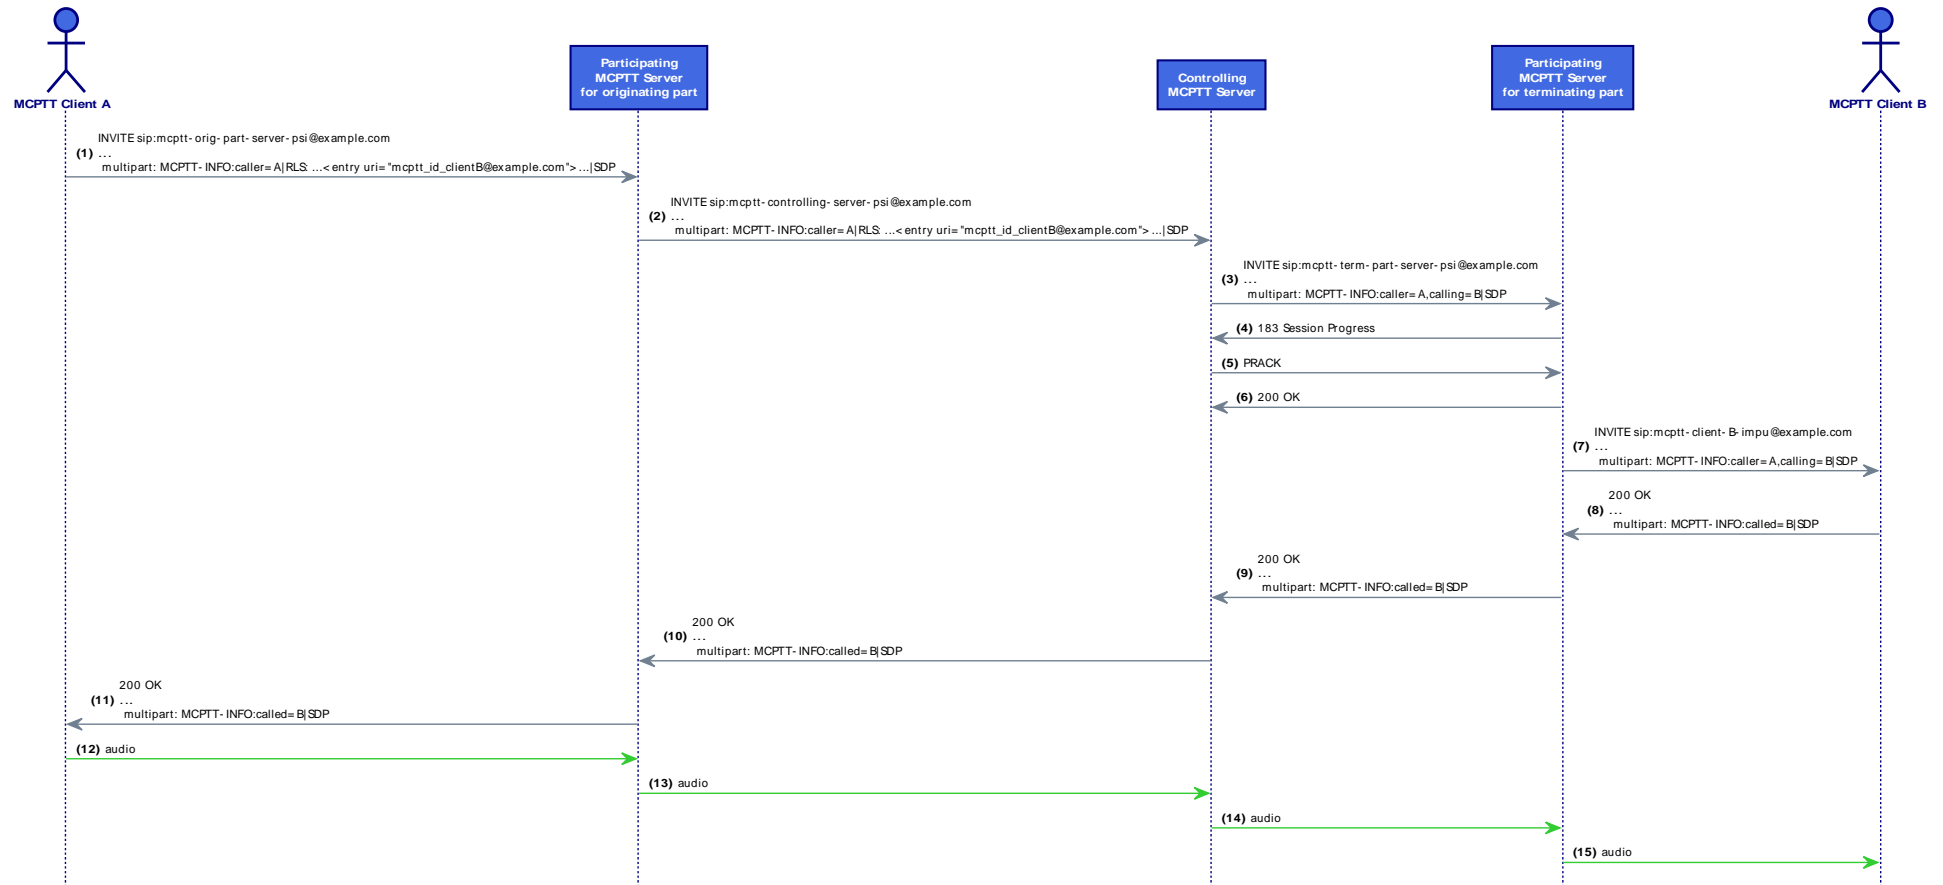 MCPTT Client A
Participating
MCPTT Server
for originating part
Controlling
MCPTT Server
Participating
MCPTT Server
for terminating part
MCPTT Client B
INVITE sip:mcptt-orig-part-server-psi@example.com
(1) ...
multipart: MCPTT-INFO:caller=A|RLS: ...<entry uri="mcptt_id_clientB@example.com"> ...|SDP
INVITE sip:mcptt-controlling-server-psi@example.com
(2) ...
multipart: MCPTT-INFO:caller=A|RLS: ...<entry uri="mcptt_id_clientB@example.com"> ...|SDP
INVITE sip:mcptt-term-part-server-psi@example.com
(3) ...
multipart: MCPTT-INFO:caller=A,calling=B|SDP
(4) 183 Session Progress
(5) PRACK
(6) 200 OK
INVITE sip:mcptt-client-B-impu@example.com
(7) ...
multipart: MCPTT-INFO:caller=A,calling=B|SDP
200 OK
(8) ...
multipart: MCPTT-INFO:called=B|SDP
200 OK
(9) ...
multipart: MCPTT-INFO:called=B|SDP
200 OK
(10) ...
multipart: MCPTT-INFO:called=B|SDP
200 OK
(11) ...
multipart: MCPTT-INFO:called=B|SDP
(12) audio
(13) audio
(14) audio
(15) audio